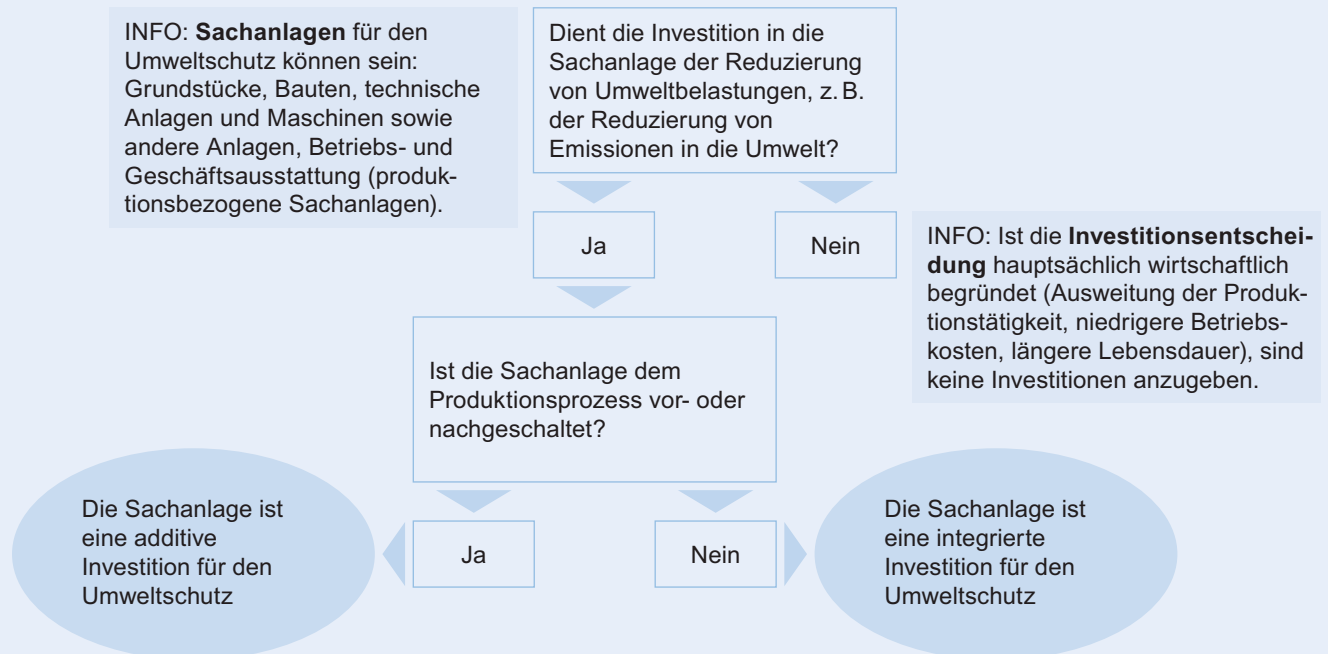 INFO: Sachanlagen für den
Umweltschutz können sein:
Grundstücke, Bauten, technische
Anlagen und Maschinen sowie
andere Anlagen, Betriebs- und
Geschäftsausstattung (produk-
tionsbezogene Sachanlagen).
Dient die Investition in die
Sachanlage der Reduzierung
von Umweltbelastungen, z. B.
der Reduzierung von
Emissionen in die Umwelt?
Ja
Nein
INFO: Ist die Investitionsentschei-
dung hauptsächlich wirtschaftlich
begründet (Ausweitung der Produk-
tionstätigkeit, niedrigere Betriebs-
kosten, längere Lebensdauer), sind
keine Investitionen anzugeben.
Ist die Sachanlage dem
Produktionsprozess vor- oder
nachgeschaltet?
Die Sachanlage ist
eine additive
Investition für den
Umweltschutz
Ja
Nein
Die Sachanlage ist
eine integrierte
Investition für den
Umweltschutz